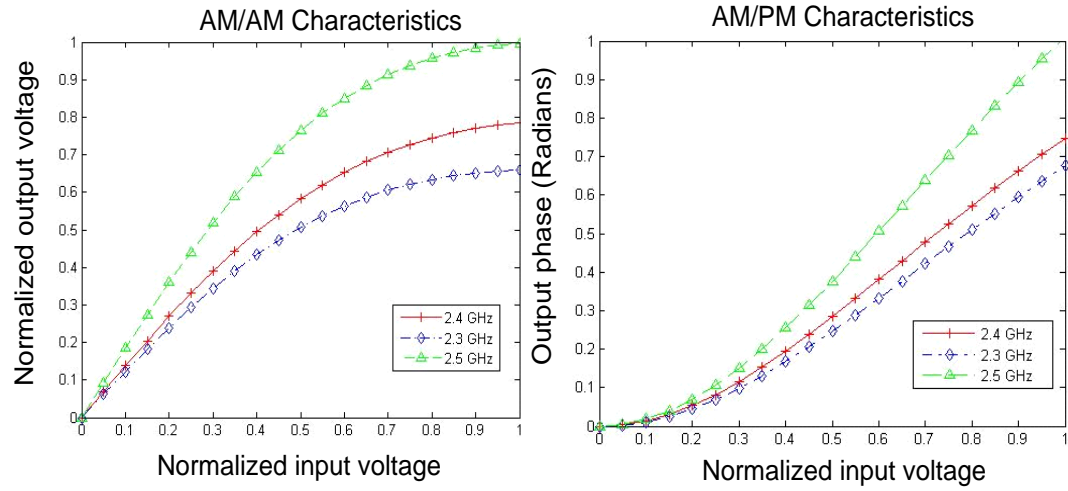 AM/AM Characteristics
Normalized output voltage
1
0.9
0.8
0.7
0.6
0.5
0.4
0.3
0.2
0.1
0
0 0.1 0.2 0.3 0.4 0.5 0.6 0.7 0.8 0.9 1
Normalized input voltage
2.4 GHz
2.3 GHz
2.5 GHz
AM/PM Characteristics
Output phase (Radians)
1
0.9
0.8
0.7
0.6
0.5
0.4
0.3
0.2
0.1
0
0 0.1 0.2 0.3 0.4 0.5 0.6 0.7 0.8 0.9 1
Normalized input voltage
2.4 GHz
2.3 GHz
2.5 GHz